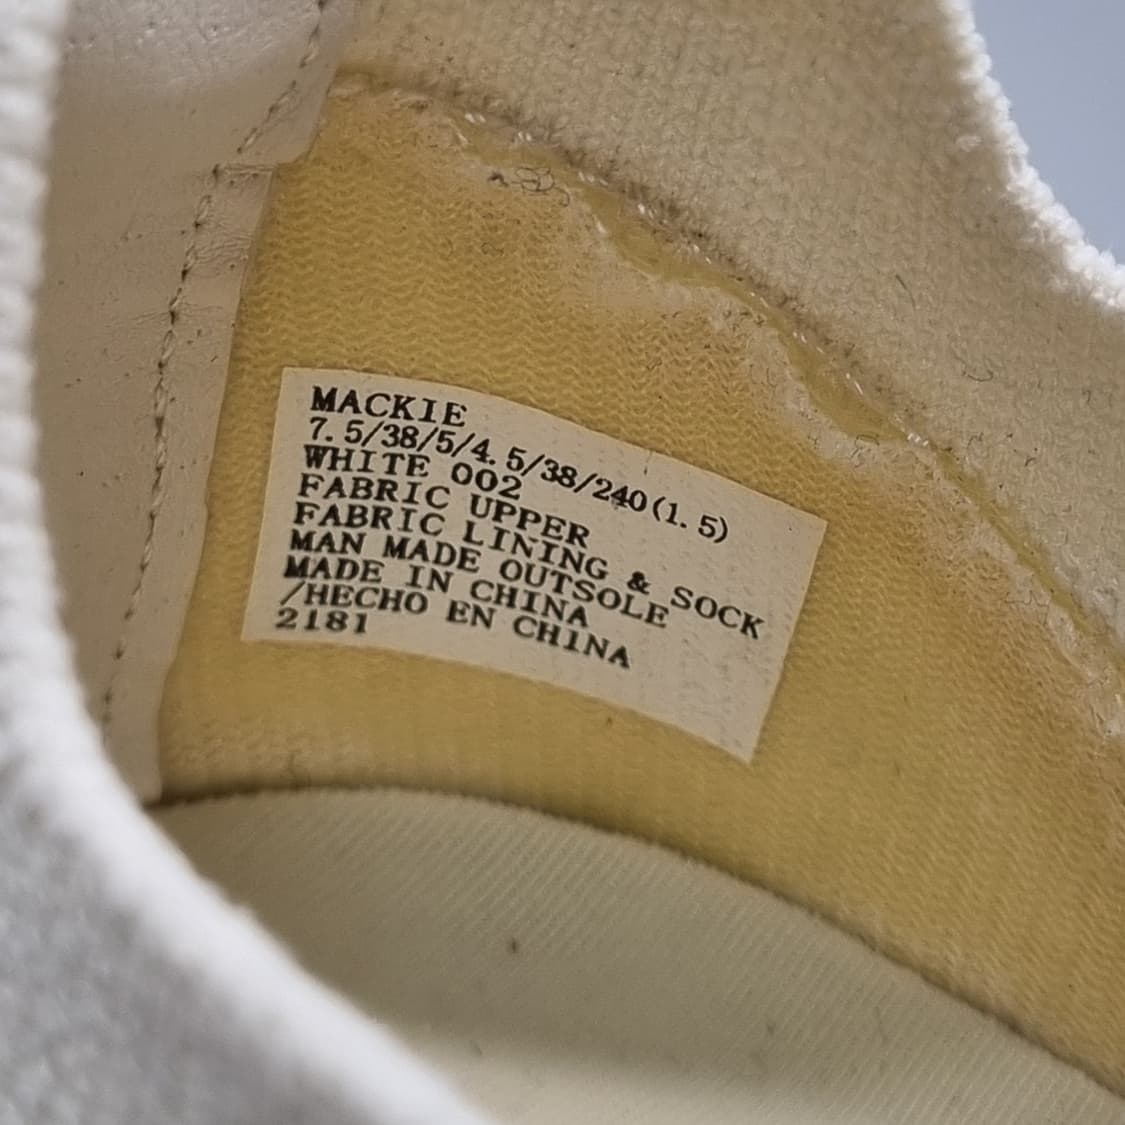 MACKIE
7.5/38/5/4.5/38/240(1.5)
WHITE 002
FABRIC UPPER
FABRIC LINING & SOCK
MAN MADE OUTSOLE
MADE IN CHINA
/HECHO EN CHINA
2181